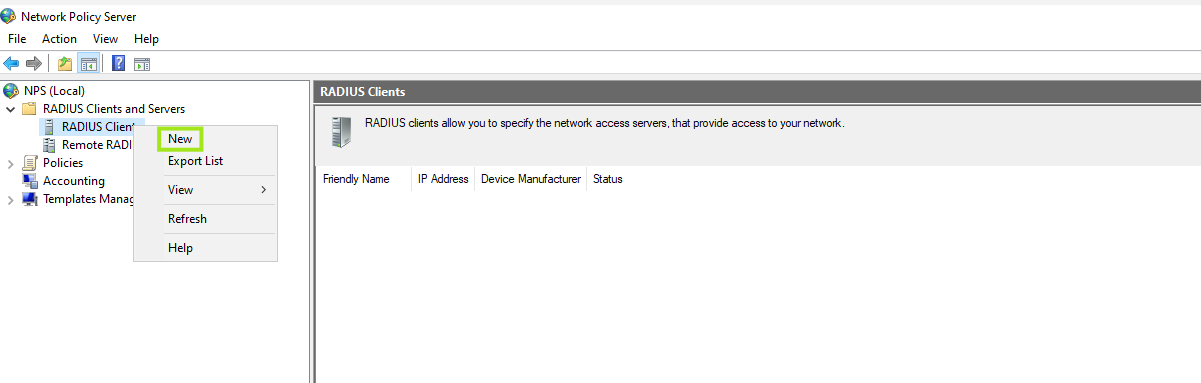 Network Policy Server
File Action View Help
NPS (Local)
RADIUS Clients and Servers
RADIUS Client
Remote RADI
Policies
Accounting
Templates Manag
New
Export List
View
Refresh
Help
RADIUS Clients
RADIUS clients allow you to specify the network access servers, that provide access to your network.
Friendly Name IP Address Device Manufacturer Status